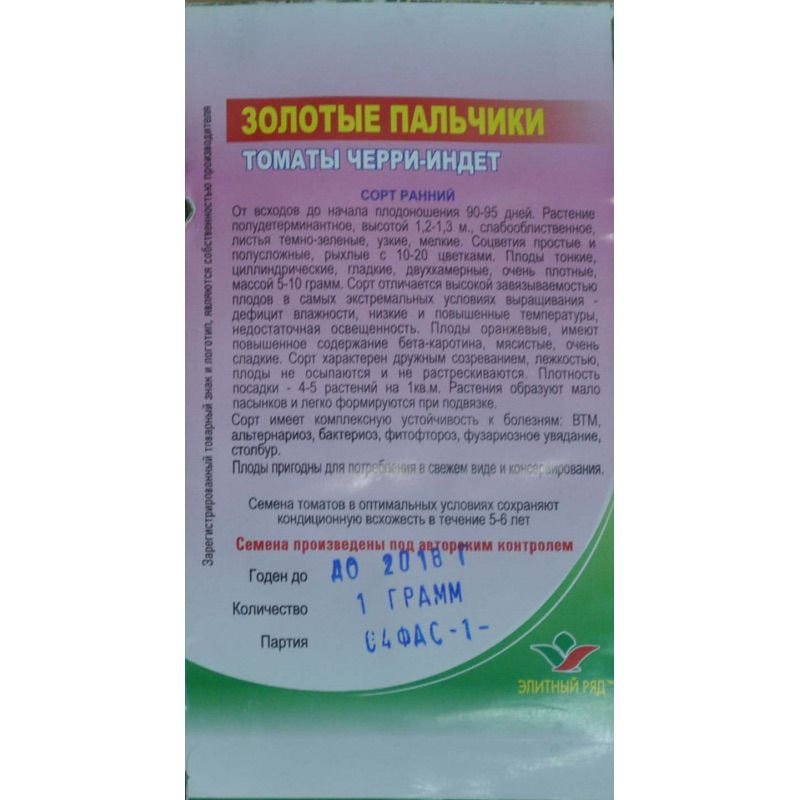 ЗОЛОТЫЕ ПАЛЬЧИКИ
ТОМАТЫ ЧЕРРИ-ИНДЕТ
СОРТ РАННИЙ
От всходов до начала плодоношения 90-95 дней. Растение
полудетерминантное, высотой 1,2-1,3 м., слабооблиственное,
листья темно-зеленые, узкие, мелкие. Соцветия простые и
полусложные, рыхлые с 10-20 цветками. Плоды тонкие,
циллиндрические, гладкие, двухкамерные, очень плотные,
массой 5-10 грамм. Сорт отличается высокой завязываемостью
плодов в самых экстремальных условиях выращивания -
дефицит влажности, низкие и повышенные температуры,
недостаточная освещенность. Плоды оранжевые, имеют
повышенное содержание бета-каротина, мясистые, очень
сладкие. Сорт характерен дружным созреванием, лежкостью,
плоды не осыпаются и не растрескиваются. Плотность
посадки - 4-5 растений на 1кв.м. Растения образуют мало
пасынков и легко формируются при подвязке.
Сорт имеет комплексную устойчивость к болезням: ВТМ,
альтернариоз, бактериоз, фитофтороз, фузариозное увядание,
столбур.
Плоды пригодны для потребления в свежем виде и консервирования.
Семена томатов в оптимальных условиях сохраняют
кондиционную всхожесть в течение 5-6 лет
Семена произведены под авторским контролем
Годен до ДО 2018 Г
Количество 1 ГРАММ
Партия 04ФАС-1-
ЭЛИТНЫЙ РЯД
Зарегистрированный товарный знак и логотип, являются собственностью производителя